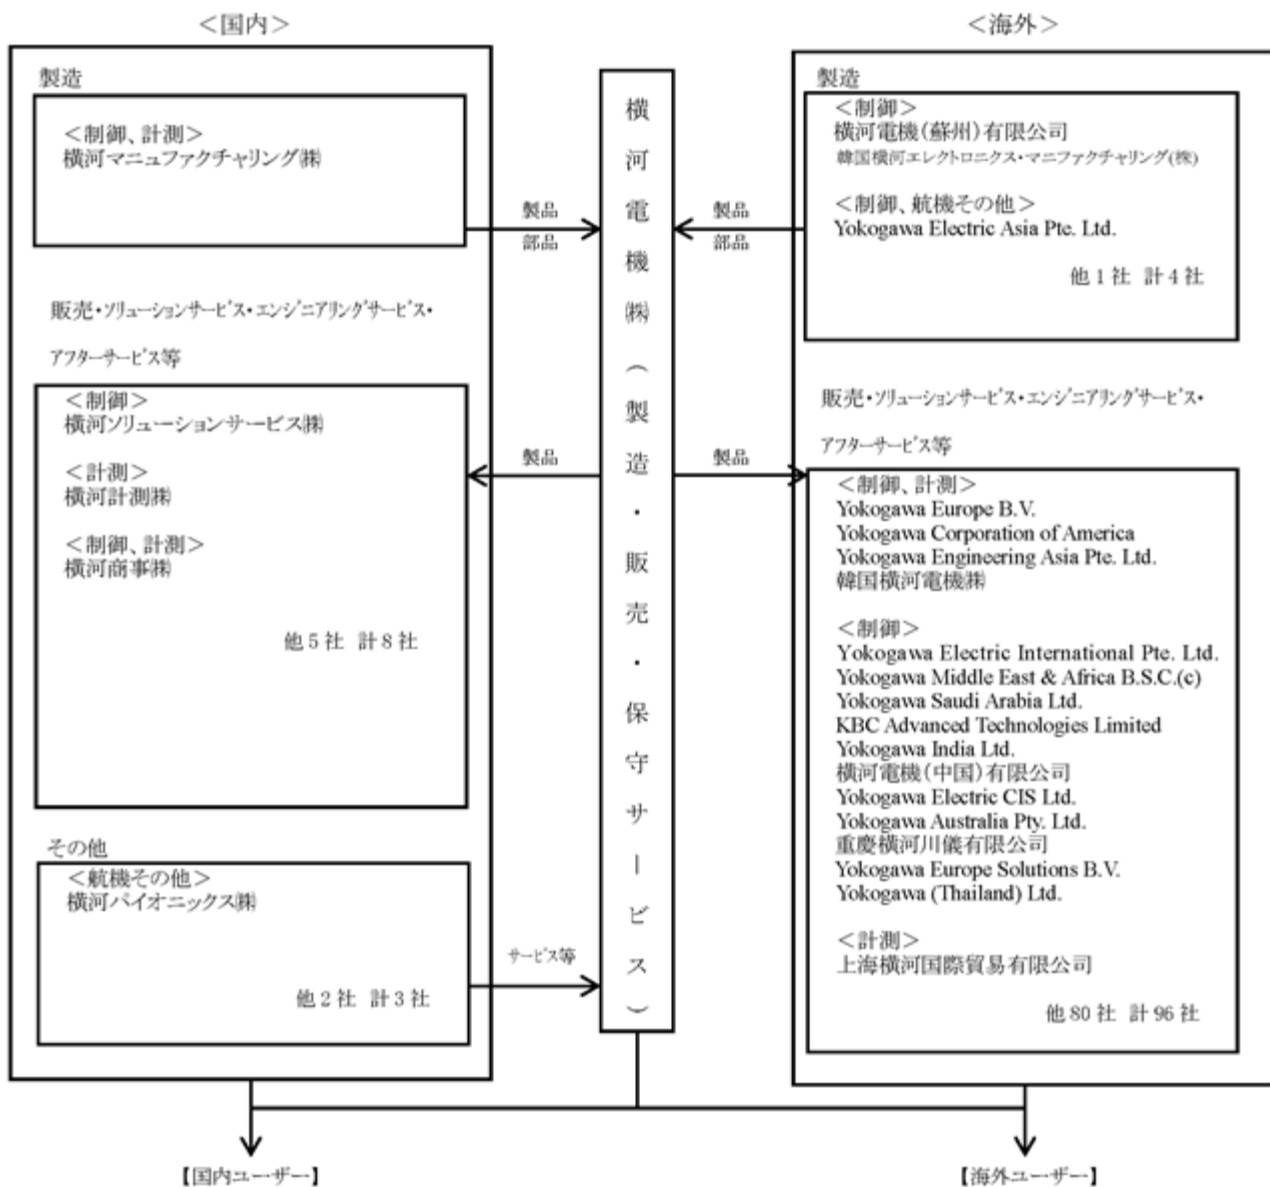 ＜国内＞
製造
＜制御、計測＞
横河マニュファクチャリング㈱
販売・ソリューションサービス・エンジニアリングサービス・
アフターサービス等
＜制御＞
横河ソリューションサービス㈱
＜計測＞
横河計測㈱
＜制御、計測＞
横河商事㈱
他５社 計８社
その他
＜航機その他＞
横河パイオニックス㈱
他２社 計３社
製品
部品
製品
サービス等
横河電機㈱（製造・販売・保守サービス）
製品
部品
製品
＜海外＞
製造
＜制御＞
横河電機（蘇州）有限公司
韓国横河エレクトロニクス・マニファクチャリング(株)
＜制御、航機その他＞
Yokogawa Electric Asia Pte. Ltd.
他１社 計４社
販売・ソリューションサービス・エンジニアリングサービス・
アフターサービス等
＜制御、計測＞
Yokogawa Europe B.V.
Yokogawa Corporation of America
Yokogawa Engineering Asia Pte. Ltd.
韓国横河電機㈱
＜制御＞
Yokogawa Electric International Pte. Ltd.
Yokogawa Middle East & Africa B.S.C.(c)
Yokogawa Saudi Arabia Ltd.
KBC Advanced Technologies Limited
Yokogawa India Ltd.
横河電機（中国）有限公司
Yokogawa Electric CIS Ltd.
Yokogawa Australia Pty. Ltd.
重慶横河川儀有限公司
Yokogawa Europe Solutions B.V.
Yokogawa (Thailand) Ltd.
＜計測＞
上海横河国際貿易有限公司
他 80 社 計 96 社
【国内ユーザー】
【海外ユーザー】